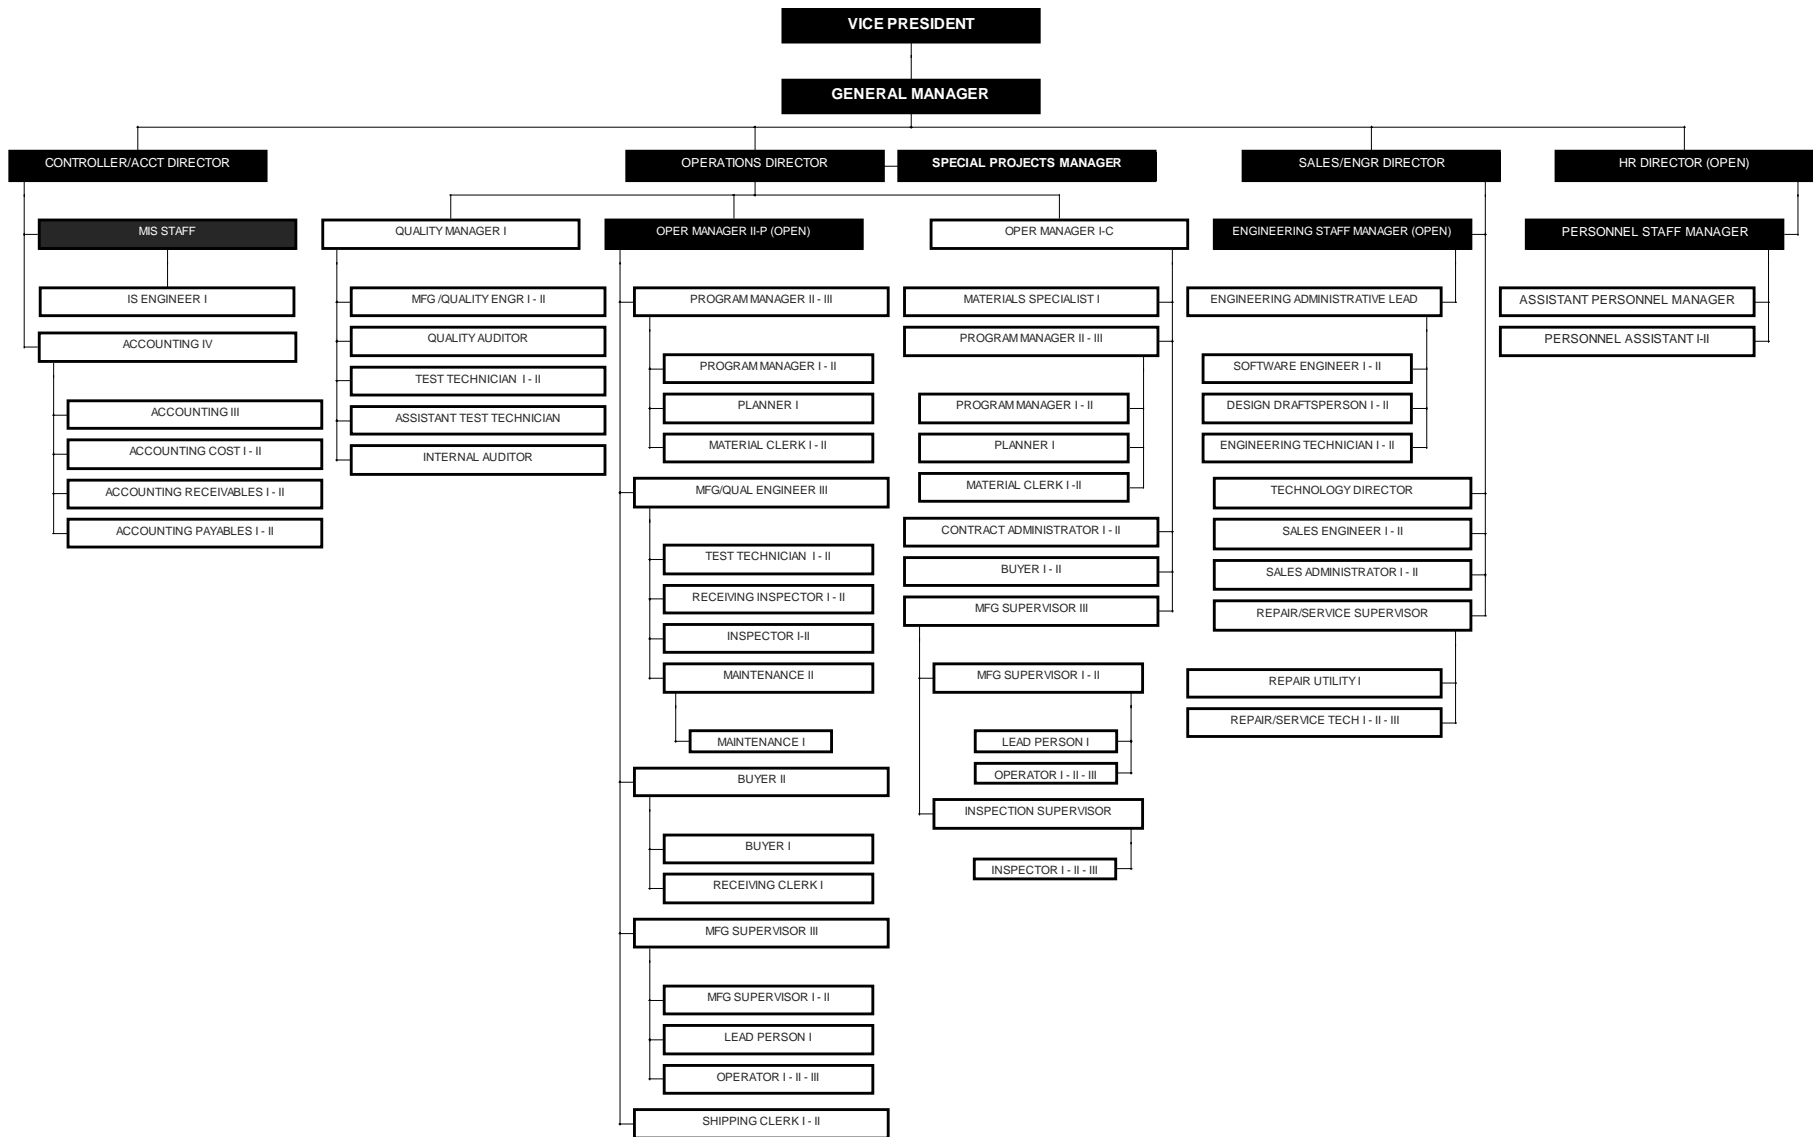 VICE PRESIDENT
GENERAL MANAGER
CONTROLLER/ACCT DIRECTOR
OPERATIONS DIRECTOR
SPECIAL PROJECTS MANAGER
SALES/ENGR DIRECTOR
HR DIRECTOR (OPEN)
MIS STAFF
IS ENGINEER I
ACCOUNTING IV
ACCOUNTING III
ACCOUNTING COST I - II
ACCOUNTING RECEIVABLES I - II
ACCOUNTING PAYABLES I - II
QUALITY MANAGER I
MFG /QUALITY ENGR I - II
QUALITY AUDITOR
TEST TECHNICIAN I - II
ASSISTANT TEST TECHNICIAN
INTERNAL AUDITOR
OPER MANAGER II-P (OPEN)
PROGRAM MANAGER II - III
PROGRAM MANAGER I - II
PLANNER I
MATERIAL CLERK I - II
MFG/QUAL ENGINEER III
TEST TECHNICIAN I - II
RECEIVING INSPECTOR I - II
INSPECTOR I-II
MAINTENANCE II
MAINTENANCE I
BUYER II
BUYER I
RECEIVING CLERK I
MFG SUPERVISOR III
MFG SUPERVISOR I - II
LEAD PERSON I
OPERATOR I - II - III
SHIPPING CLERK I - II
OPER MANAGER I-C
MATERIALS SPECIALIST I
PROGRAM MANAGER II - III
PROGRAM MANAGER I - II
PLANNER I
MATERIAL CLERK I -II
CONTRACT ADMINISTRATOR I - II
BUYER I - II
MFG SUPERVISOR III
MFG SUPERVISOR I - II
LEAD PERSON I
OPERATOR I - II - III
INSPECTION SUPERVISOR
INSPECTOR I - II - III
ENGINEERING STAFF MANAGER (OPEN)
ENGINEERING ADMINISTRATIVE LEAD
SOFTWARE ENGINEER I - II
DESIGN DRAFTSPERSON I - II
ENGINEERING TECHNICIAN I - II
TECHNOLOGY DIRECTOR
SALES ENGINEER I - II
SALES ADMINISTRATOR I - II
REPAIR/SERVICE SUPERVISOR
REPAIR UTILITY I
REPAIR/SERVICE TECH I - II - III
PERSONNEL STAFF MANAGER
ASSISTANT PERSONNEL MANAGER
PERSONNEL ASSISTANT I-II